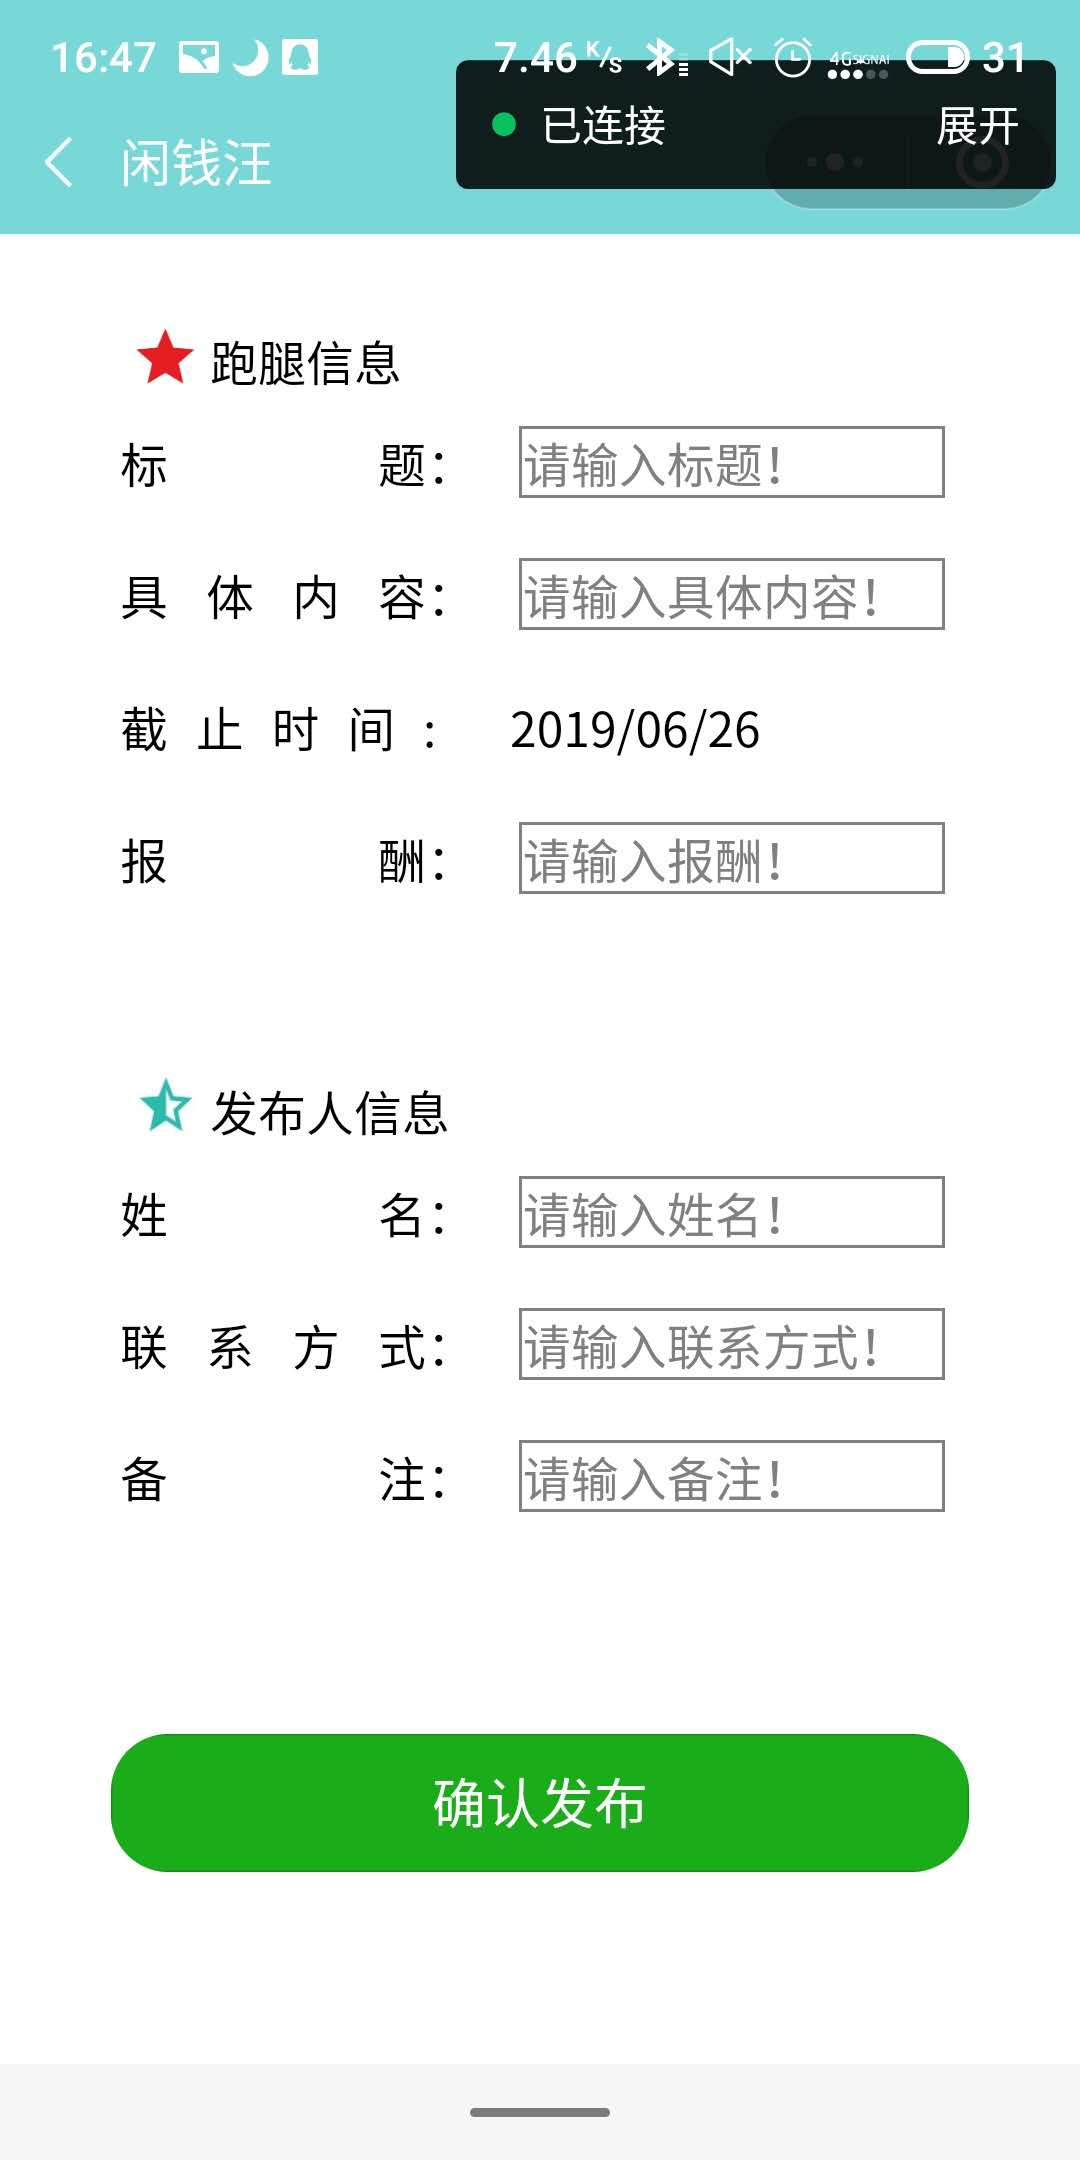 16:47 7.46 K/s 4G SIGNAL 31
已连接 展开
闲钱汪
跑腿信息
标题： 请输入标题！
具体内容： 请输入具体内容！
截止时间： 2019/06/26
报酬： 请输入报酬！
发布人信息
姓名： 请输入姓名！
联系方式： 请输入联系方式！
备注： 请输入备注！
确认发布